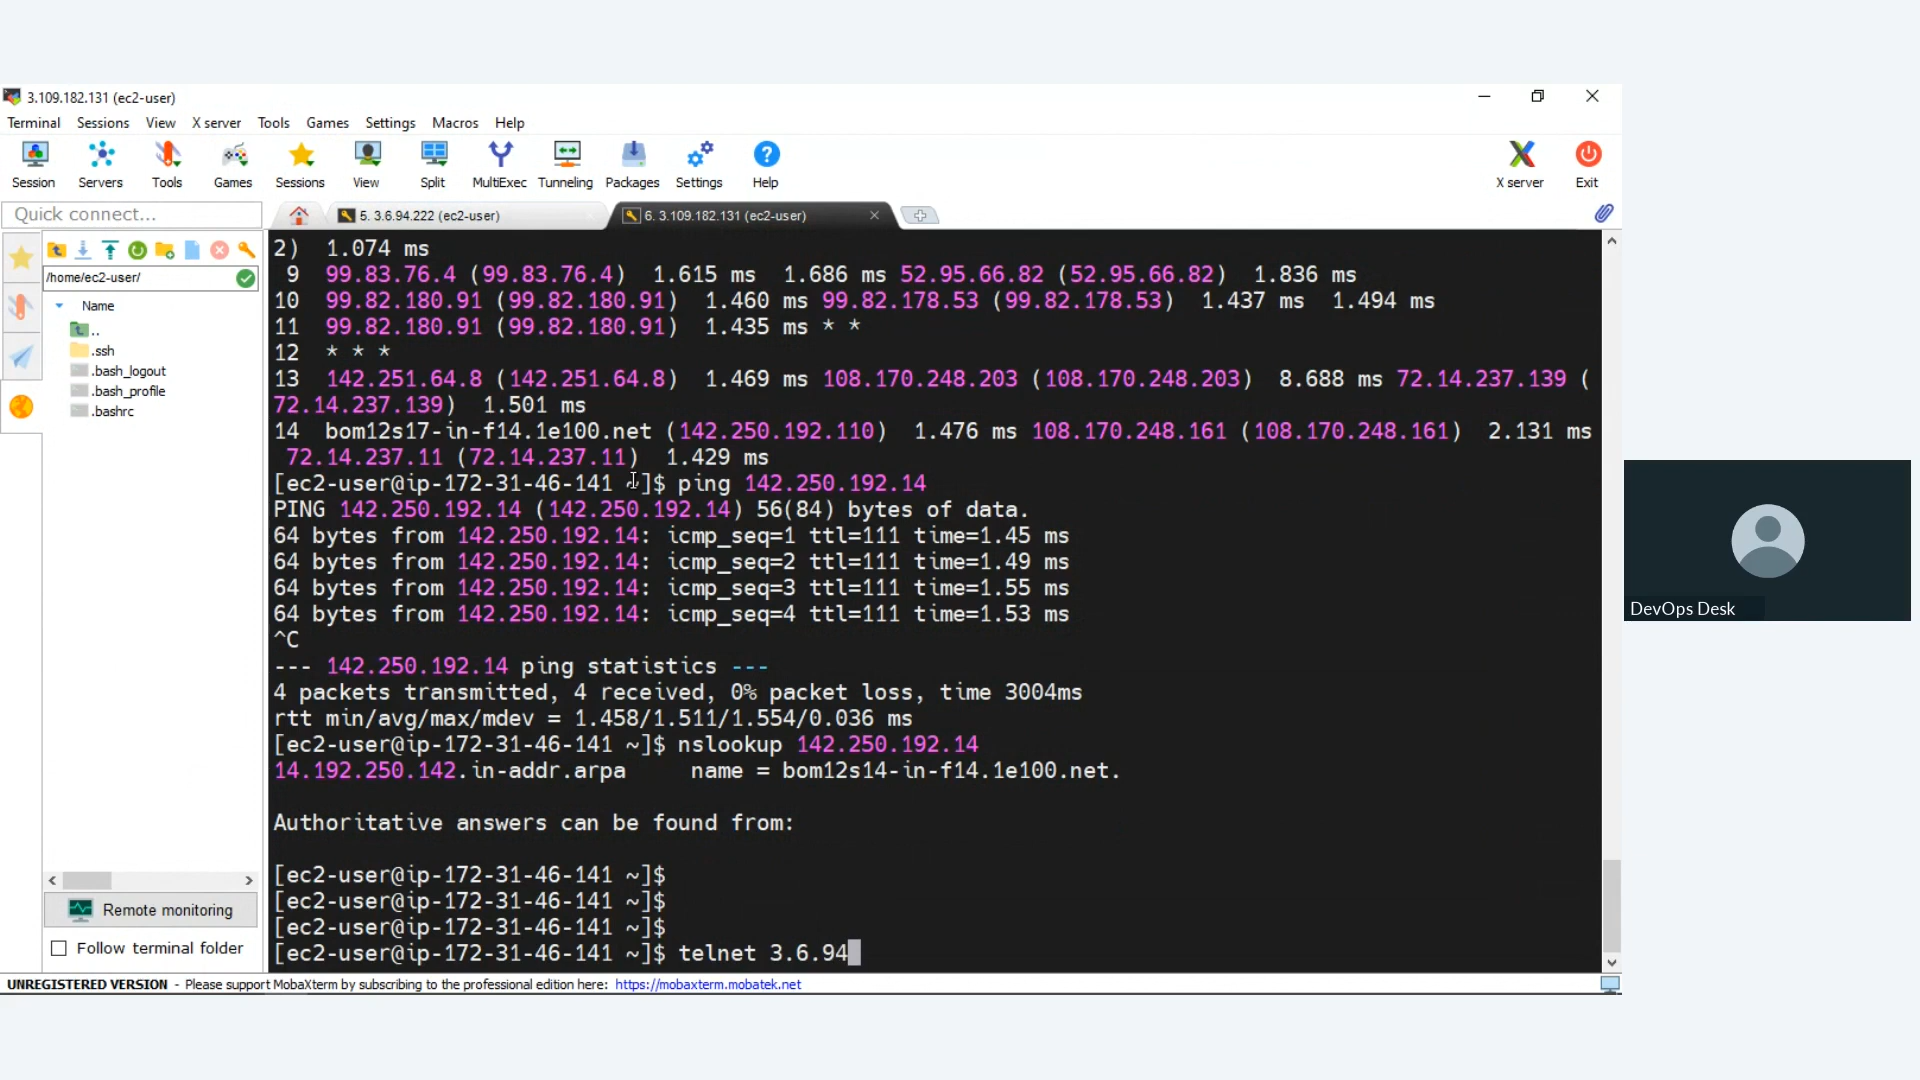 3.109.182.131 (ec2-user)
Terminal Sessions View X server Tools Games Settings Macros Help
Session Servers Tools Games Sessions View Split MultiExec Tunneling Packages Settings Help X server Exit
Quick connect...
5. 3.6.94.222 (ec2-user)
6. 3.109.182.131 (ec2-user)
/home/ec2-user/
Name
..
.ssh
.bash_logout
.bash_profile
.bashrc
Remote monitoring
Follow terminal folder
2)  1.074 ms
 9  99.83.76.4 (99.83.76.4)  1.615 ms  1.686 ms 52.95.66.82 (52.95.66.82)  1.836 ms
10  99.82.180.91 (99.82.180.91)  1.460 ms 99.82.178.53 (99.82.178.53)  1.437 ms  1.494 ms
11  99.82.180.91 (99.82.180.91)  1.435 ms * *
12  * * *
13  142.251.64.8 (142.251.64.8)  1.469 ms 108.170.248.203 (108.170.248.203)  8.688 ms 72.14.237.139 (
72.14.237.139)  1.501 ms
14  bom12s17-in-f14.1e100.net (142.250.192.110)  1.476 ms 108.170.248.161 (108.170.248.161)  2.131 ms
 72.14.237.11 (72.14.237.11)  1.429 ms
[ec2-user@ip-172-31-46-141 ~]$ ping 142.250.192.14
PING 142.250.192.14 (142.250.192.14) 56(84) bytes of data.
64 bytes from 142.250.192.14: icmp_seq=1 ttl=111 time=1.45 ms
64 bytes from 142.250.192.14: icmp_seq=2 ttl=111 time=1.49 ms
64 bytes from 142.250.192.14: icmp_seq=3 ttl=111 time=1.55 ms
64 bytes from 142.250.192.14: icmp_seq=4 ttl=111 time=1.53 ms
^C
--- 142.250.192.14 ping statistics ---
4 packets transmitted, 4 received, 0% packet loss, time 3004ms
rtt min/avg/max/mdev = 1.458/1.511/1.554/0.036 ms
[ec2-user@ip-172-31-46-141 ~]$ nslookup 142.250.192.14
14.192.250.142.in-addr.arpa     name = bom12s14-in-f14.1e100.net.
Authoritative answers can be found from:
[ec2-user@ip-172-31-46-141 ~]$
[ec2-user@ip-172-31-46-141 ~]$
[ec2-user@ip-172-31-46-141 ~]$
[ec2-user@ip-172-31-46-141 ~]$ telnet 3.6.94
UNREGISTERED VERSION - Please support MobaXterm by subscribing to the professional edition here: https://mobaxterm.mobatek.net
DevOps Desk